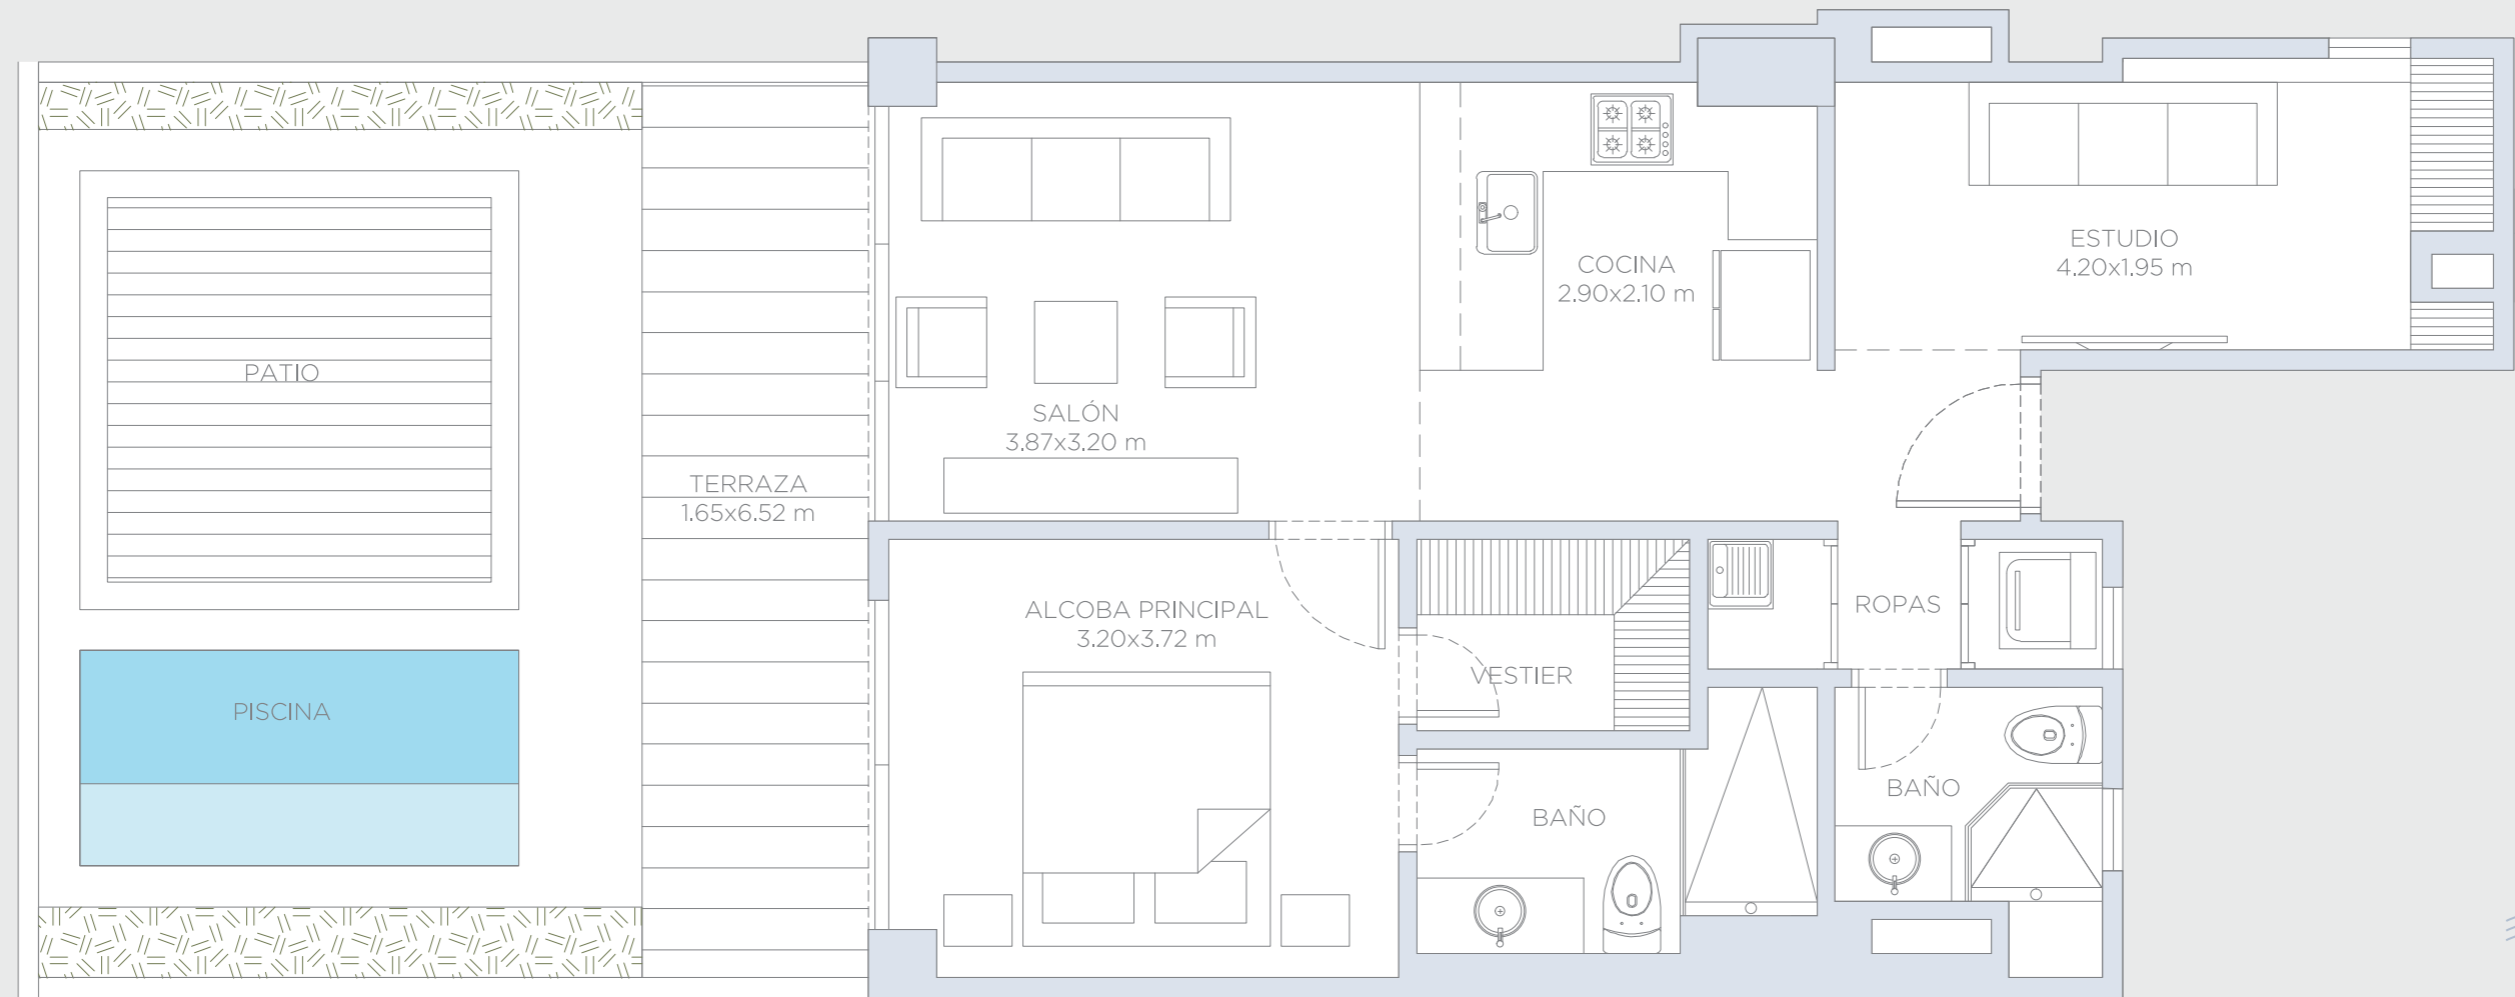 ESTUDIO
4.20x1.95 m
COCINA
2.90x2.10 m
PATIO
SALÓN
3.87x3.20 m
TERRAZA
1.65x6.52 m
ALCOBA PRINCIPAL
3.20x3.72 m
ROPAS
VESTIER
PISCINA
BAÑO
BAÑO